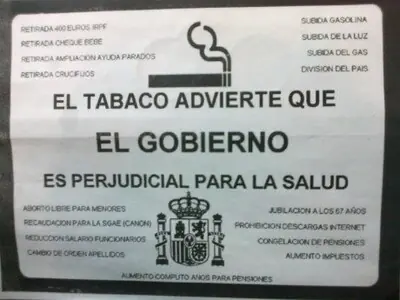 RETIRADA 400 EUROS IRPF
RETIRADA CHEQUE BEBE
RETIRADA AMPLIACION AYUDA PARADOS
RETIRADA CRUCIFIJOS
SUBIDA GASOLINA
SUBIDA DE LA LUZ
SUBIDA DEL GAS
DIVISION DEL PAIS
EL TABACO ADVIERTE QUE
EL GOBIERNO
ES PERJUDICIAL PARA LA SALUD
ABORTO LIBRE PARA MENORES
RECAUDACION PARA LA SGAE (CANON)
REDUCCION SALARIO FUNCIONARIOS
CAMBIO DE ORDEN APELLIDOS
JUBILACION A LOS 67 AÑOS
PROHIBICION DESCARGAS INTERNET
CONGELACION DE PENSIONES
AUMENTO IMPUESTOS
AUMENTO COMPUTO AÑOS PARA PENSIONES